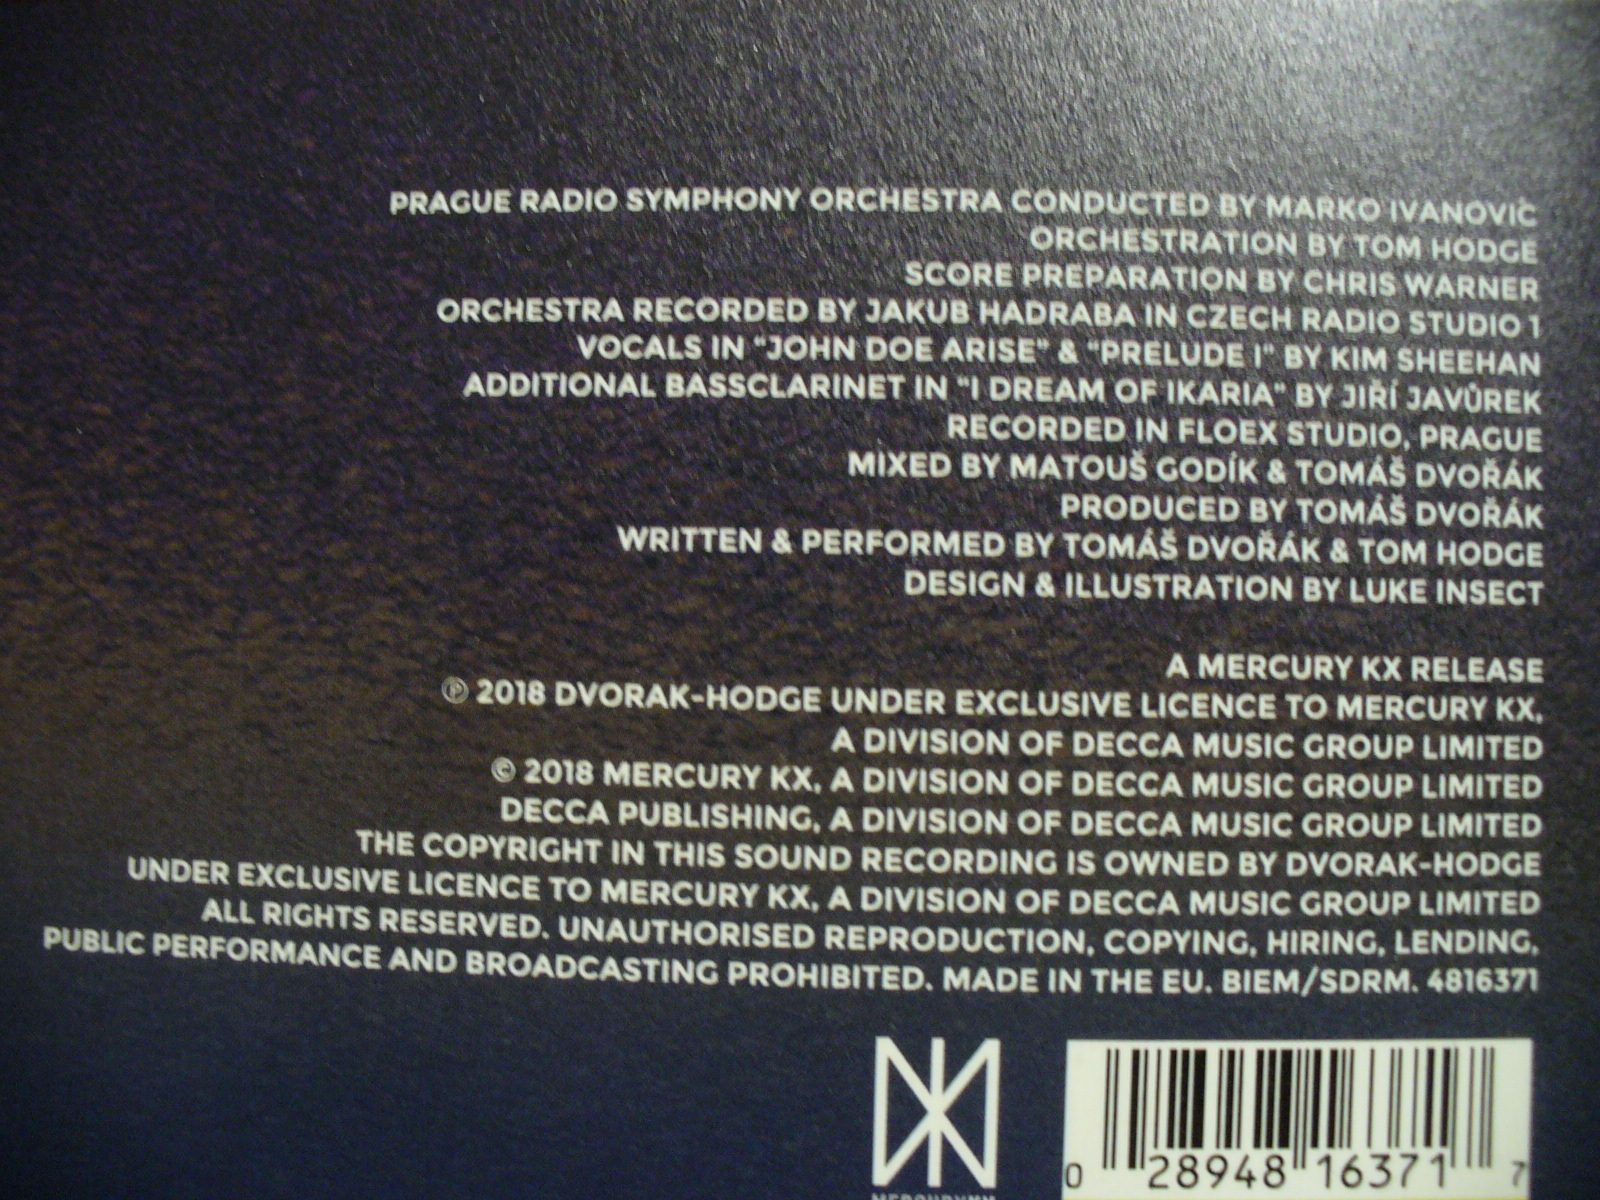 PRAGUE RADIO SYMPHONY ORCHESTRA CONDUCTED BY MARKO IVANOVIĆ
ORCHESTRATION BY TOM HODGE
SCORE PREPARATION BY CHRIS WARNER
ORCHESTRA RECORDED BY JAKUB HADRABA IN CZECH RADIO STUDIO 1
VOCALS IN "JOHN DOE ARISE" & "PRELUDE I" BY KIM SHEEHAN
ADDITIONAL BASSCLARINET IN "I DREAM OF IKARIA" BY JIŘÍ JAVŮREK
RECORDED IN FLOEX STUDIO, PRAGUE
MIXED BY MATOUŠ GODÍK & TOMÁŠ DVOŘÁK
PRODUCED BY TOMÁŠ DVOŘÁK
WRITTEN & PERFORMED BY TOMÁŠ DVOŘÁK & TOM HODGE
DESIGN & ILLUSTRATION BY LUKE INSECT
A MERCURY KX RELEASE
℗ 2018 DVORAK-HODGE UNDER EXCLUSIVE LICENCE TO MERCURY KX,
A DIVISION OF DECCA MUSIC GROUP LIMITED
© 2018 MERCURY KX, A DIVISION OF DECCA MUSIC GROUP LIMITED
DECCA PUBLISHING, A DIVISION OF DECCA MUSIC GROUP LIMITED
THE COPYRIGHT IN THIS SOUND RECORDING IS OWNED BY DVORAK-HODGE
UNDER EXCLUSIVE LICENCE TO MERCURY KX, A DIVISION OF DECCA MUSIC GROUP LIMITED
ALL RIGHTS RESERVED. UNAUTHORISED REPRODUCTION, COPYING, HIRING, LENDING,
PUBLIC PERFORMANCE AND BROADCASTING PROHIBITED. MADE IN THE EU. BIEM/SDRM. 4816371
0 28948 16371 7